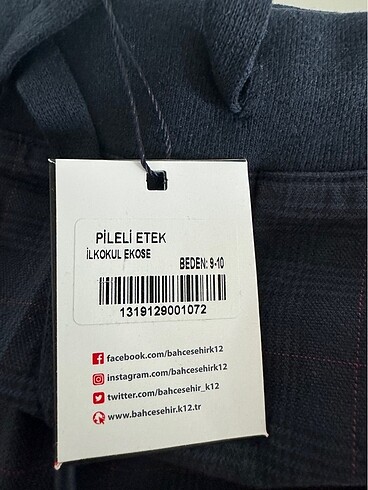 PİLELİ ETEK
İLKOKUL EKOSE
BEDEN: 9-10
1319129001072
facebook.com/bahcesehirk12
instagram.com/bahcesehirk12
twitter.com/bahcesehir_k12
www.bahcesehir.k12.tr